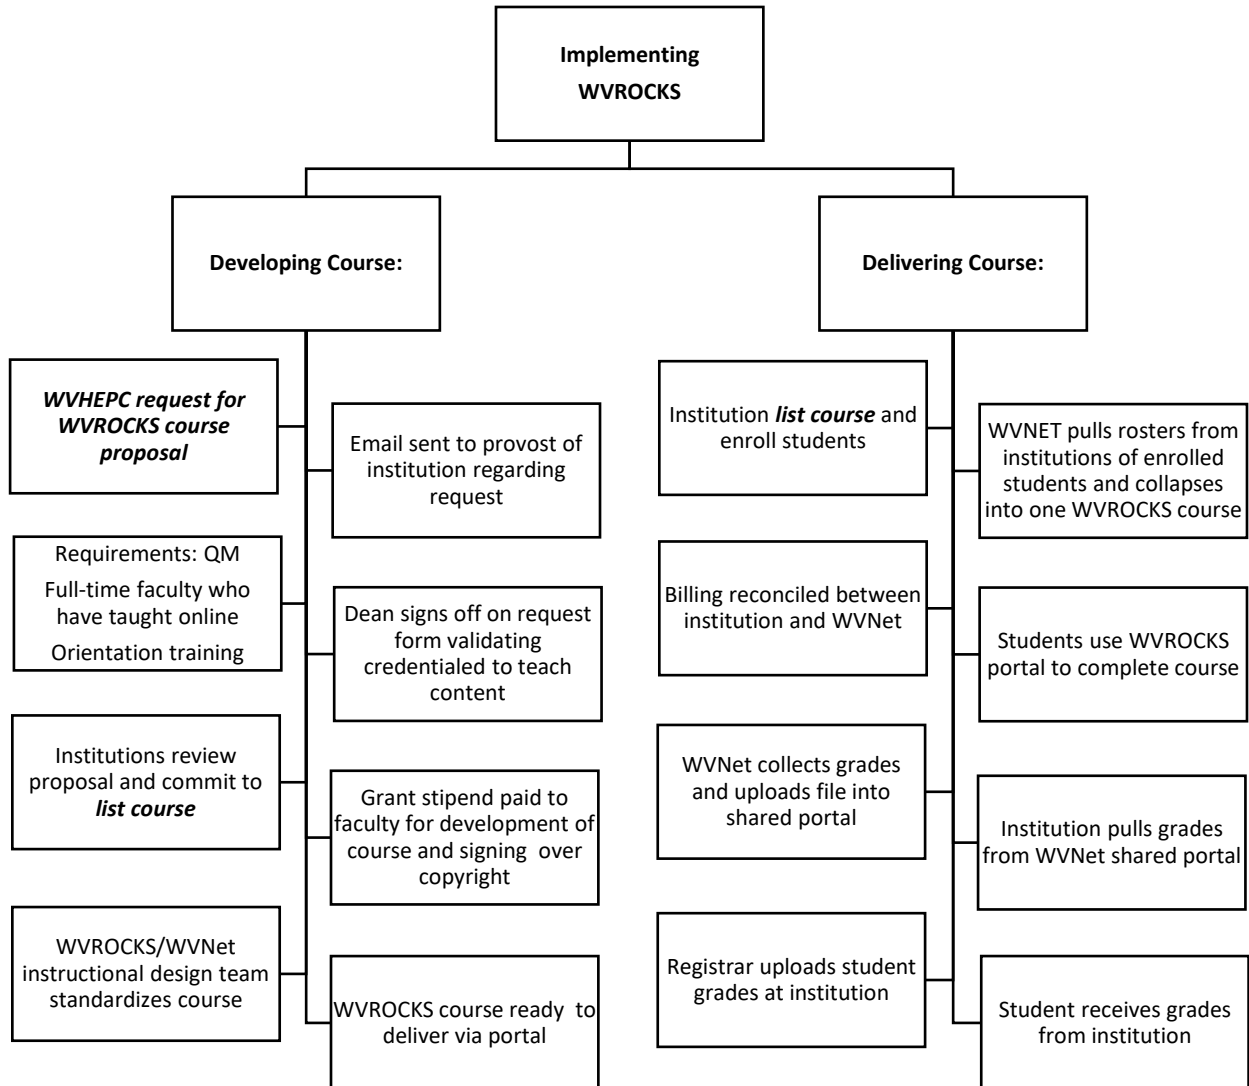 Implementing
WVROCKS
Developing Course:
Delivering Course:
WVHEPC request for
WVROCKS course
proposal
Email sent to provost of
institution regarding
request
Requirements: QM
Full-time faculty who
have taught online
Orientation training
Dean signs off on request
form validating
credentialed to teach
content
Institutions review
proposal and commit to
list course
Grant stipend paid to
faculty for development of
course and signing over
copyright
WVROCKS/WVNet
instructional design team
standardizes course
WVROCKS course ready to
deliver via portal
Institution list course and
enroll students
WVNET pulls rosters from
institutions of enrolled
students and collapses
into one WVROCKS course
Billing reconciled between
institution and WVNet
Students use WVROCKS
portal to complete course
WVNet collects grades
and uploads file into
shared portal
Institution pulls grades
from WVNet shared portal
Registrar uploads student
grades at institution
Student receives grades
from institution